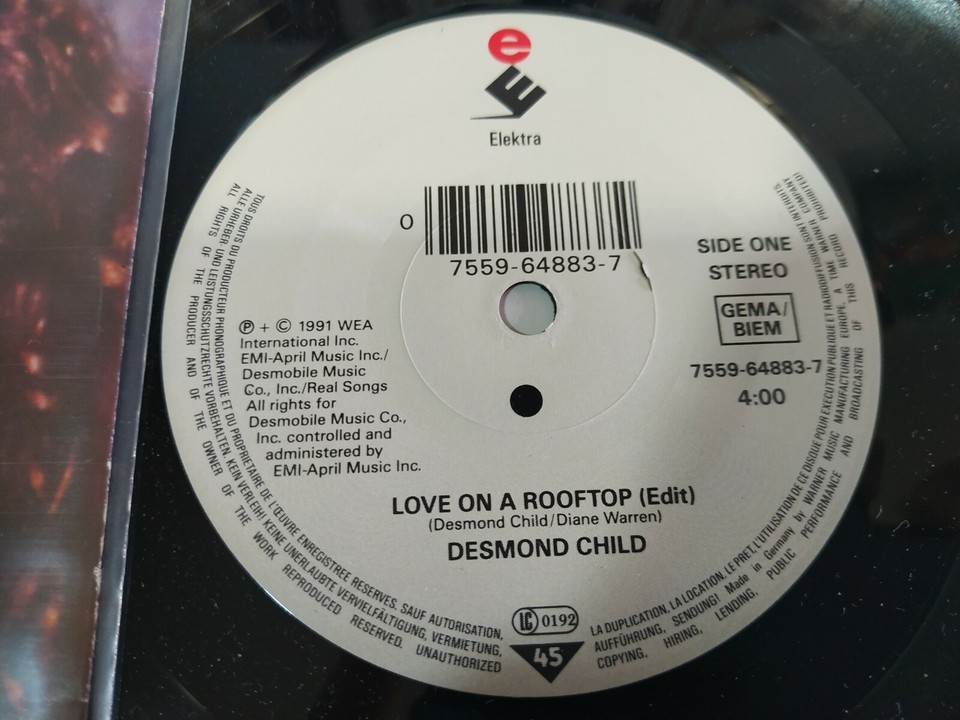 e
E
Elektra
O
7559-64883-7
SIDE ONE
STEREO
GEMA/
BIEM
7559-64883-7
4:00
℗ + © 1991 WEA
International Inc.
EMI-April Music Inc./
Desmobile Music
Co., Inc./Real Songs
All rights for
Desmobile Music Co.,
Inc. controlled and
administered by
EMI-April Music Inc.
LOVE ON A ROOFTOP (Edit)
(Desmond Child/Diane Warren)
DESMOND CHILD
LC 0192
45
TOUS DROITS DU PRODUCTEUR PHONOGRAPHIQUE ET DU PROPRIETAIRE DE L'ŒUVRE ENREGISTREE RESERVES. SAUF AUTORISATION,
LA DUPLICATION, LA LOCATION, LE PRET, L'UTILISATION DE CE DISQUE POUR EXECUTION PUBLIQUE ET RADIODIFFUSION SONT INTERDITS.
ALLE URHEBER- UND LEISTUNGSSCHUTZRECHTE VORBEHALTEN. KEIN VERLEIH! KEINE UNERLAUBTE VERVIELFÄLTIGUNG, VERMIETUNG,
AUFFÜHRUNG, SENDUNG! Made in Germany by WARNER MUSIC MANUFACTURING EUROPE. A TIME WARNER COMPANY
ALL RIGHTS OF THE PRODUCER AND OF THE OWNER OF THE WORK REPRODUCED RESERVED. UNAUTHORIZED
COPYING, HIRING, LENDING, PUBLIC PERFORMANCE AND BROADCASTING OF THIS RECORD PROHIBITED!